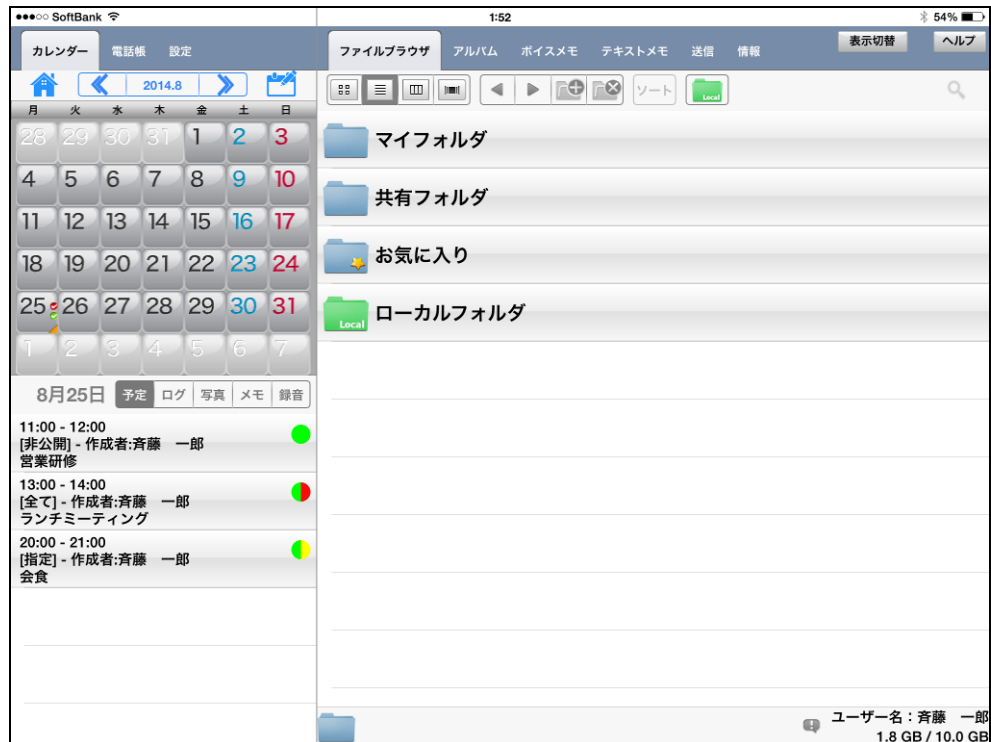 SoftBank
1:52
54%
カレンダー 電話帳 設定
2014.8
月 火 水 木 金 土 日
28 29 30 31 1 2 3
4 5 6 7 8 9 10
11 12 13 14 15 16 17
18 19 20 21 22 23 24
25 26 27 28 29 30 31
1 2 3 4 5 6 7
8月25日 予定 ログ 写真 メモ 録音
11:00 - 12:00
[非公開] - 作成者:斉藤　一郎
営業研修
13:00 - 14:00
[全て] - 作成者:斉藤　一郎
ランチミーティング
20:00 - 21:00
[指定] - 作成者:斉藤　一郎
会食
ファイルブラウザ アルバム ボイスメモ テキストメモ 送信 情報 表示切替 ヘルプ
ソート Local
マイフォルダ
共有フォルダ
お気に入り
Local ローカルフォルダ
ユーザー名：斉藤　一郎
1.8 GB / 10.0 GB